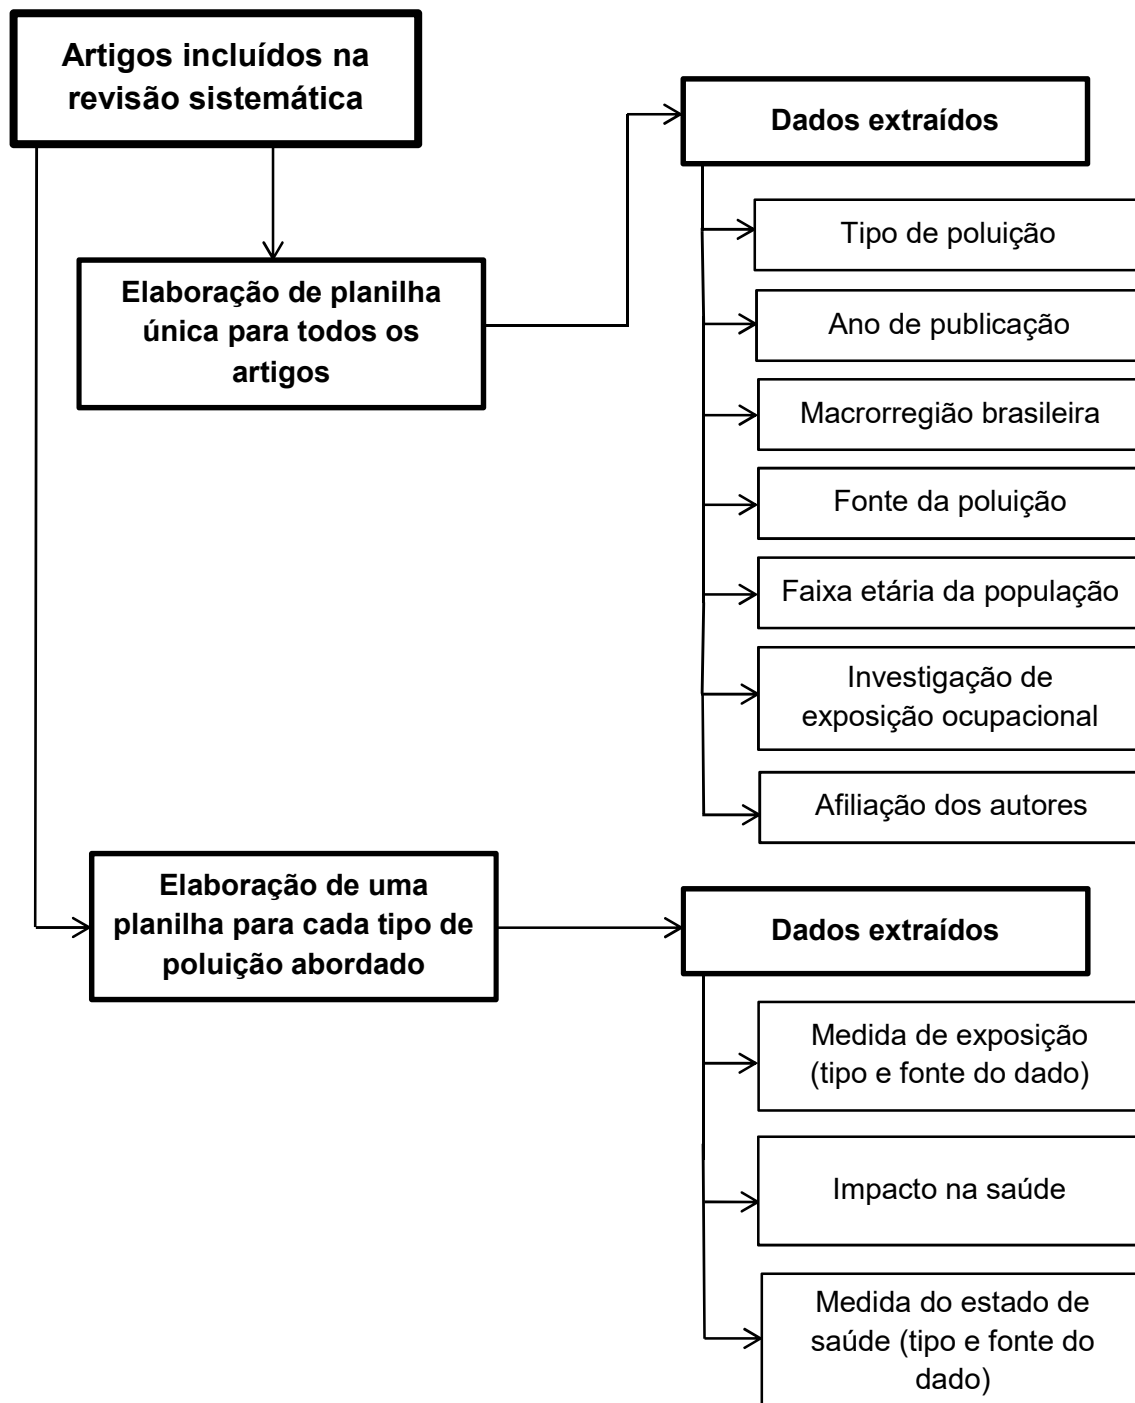 Artigos incluídos na
revisão sistemática
Elaboração de planilha
única para todos os
artigos
Dados extraídos
Tipo de poluição
Ano de publicação
Macrorregião brasileira
Fonte da poluição
Faixa etária da população
Investigação de
exposição ocupacional
Afiliação dos autores
Elaboração de uma
planilha para cada tipo de
poluição abordado
Dados extraídos
Medida de exposição
(tipo e fonte do dado)
Impacto na saúde
Medida do estado de
saúde (tipo e fonte do
dado)